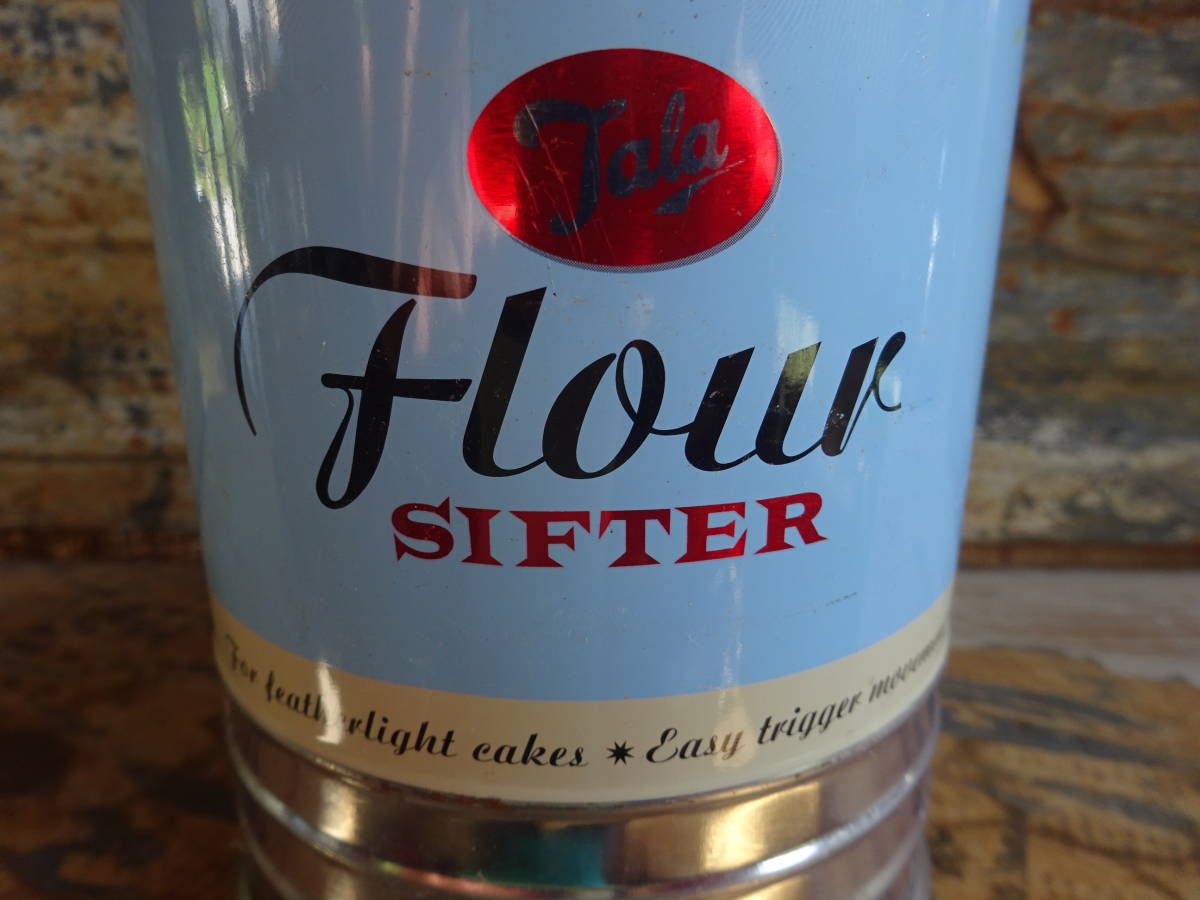 Tala
Flour
SIFTER
For featherlight cakes ✷ Easy trigger